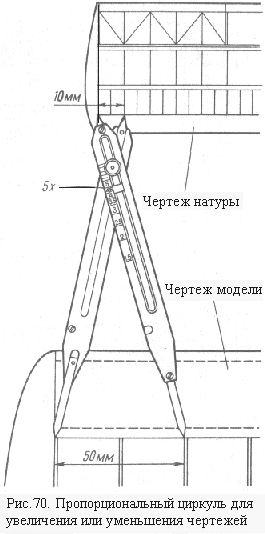 10мм
5х
Чертеж натуры
Чертеж модели
50мм
Рис.70. Пропорциональный циркуль для
увеличения или уменьшения чертежей